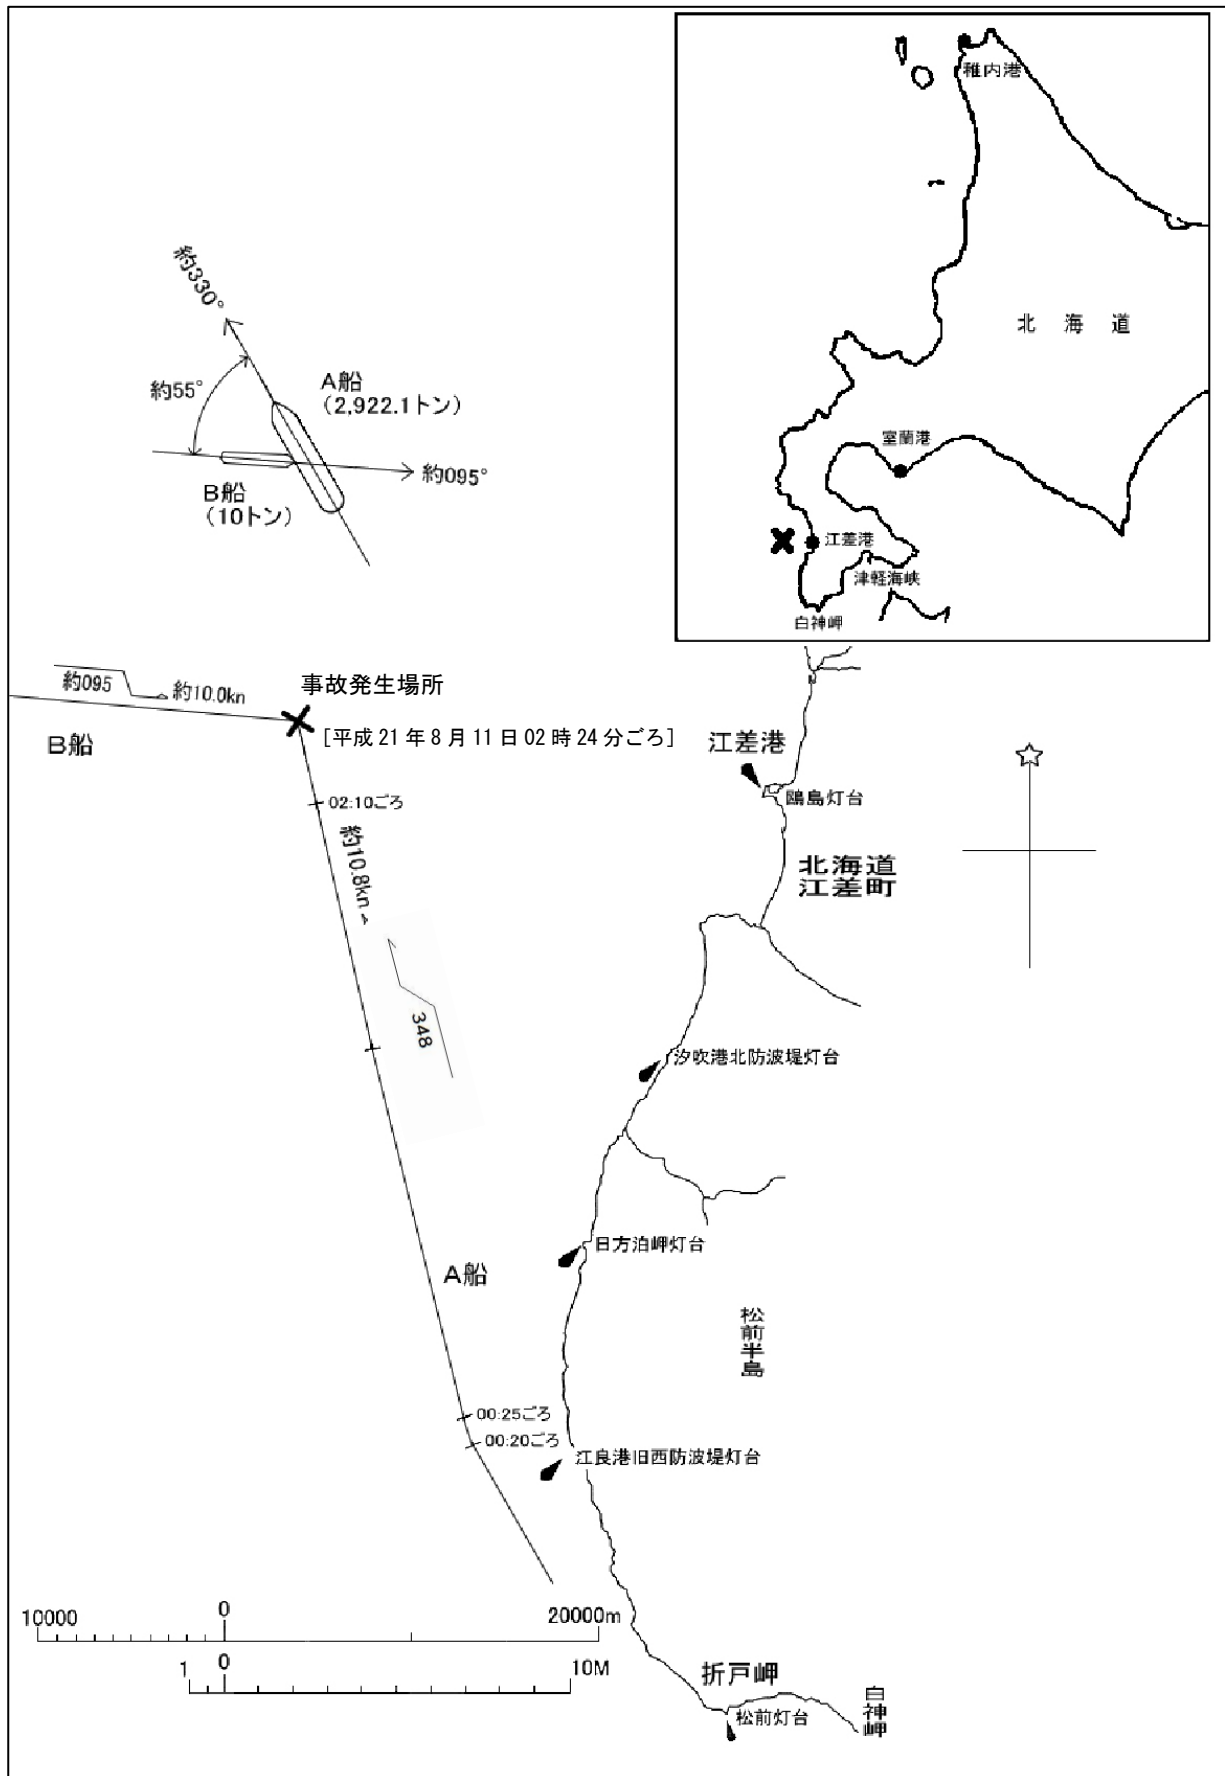 稚内港
北 海 道
室蘭港
江差港
津軽海峡
白神岬
約330°
約55°
A船
(2,922.1トン)
約095°
B船
(10トン)
約095
約10.0kn
B船
事故発生場所
[平成21年8月11日02時24分ごろ]
江差港
鴎島灯台
北海道
江差町
02:10ごろ
約10.8kn
348
汐吹港北防波堤灯台
日方泊岬灯台
A船
松前半島
00:25ごろ
00:20ごろ
江良港旧西防波堤灯台
10000 0 20000m
1 0 10M
折戸岬
松前灯台
白神岬